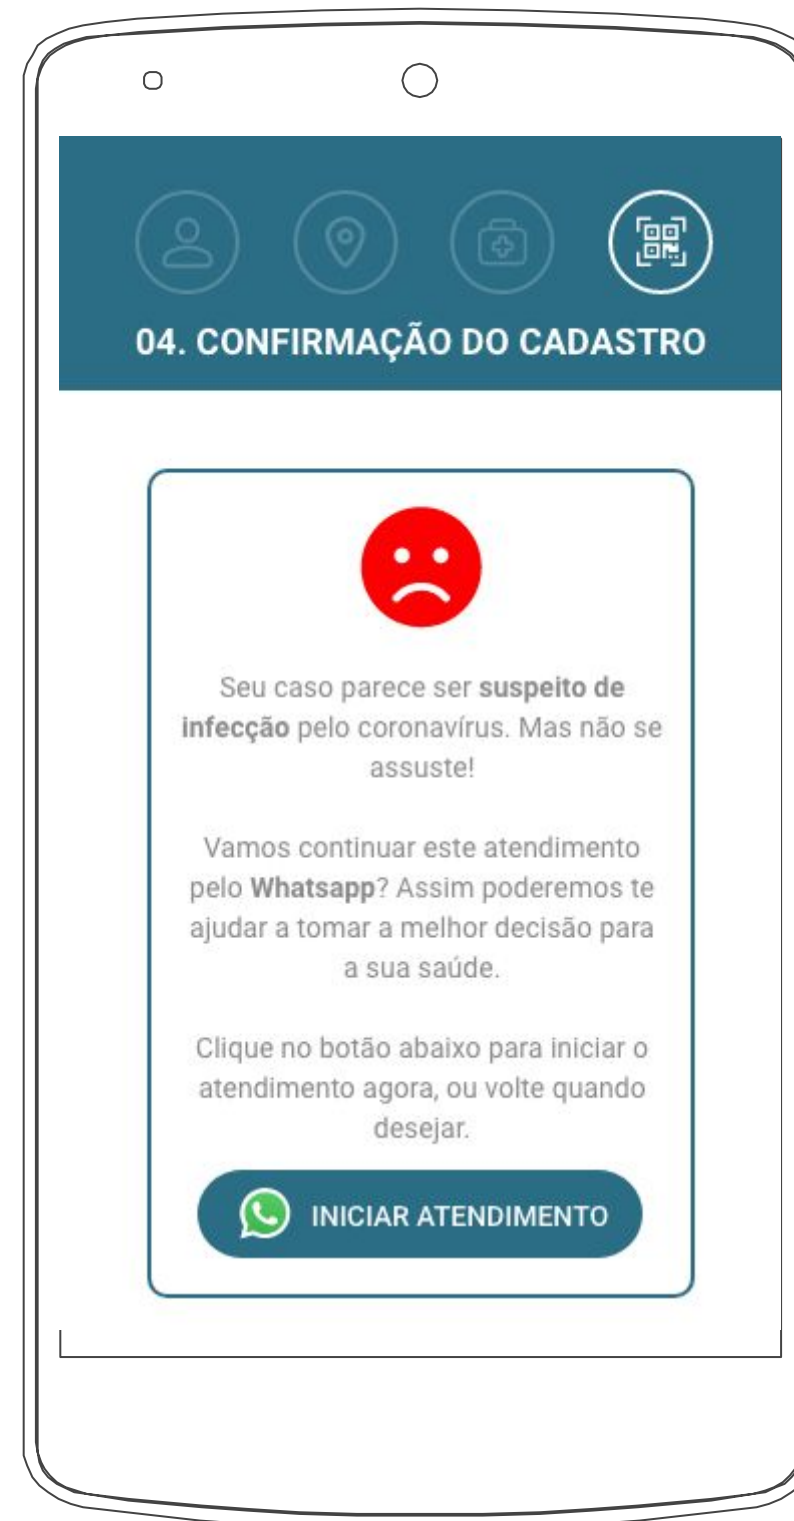 04. CONFIRMAÇÃO DO CADASTRO
Seu caso parece ser suspeito de
infecção pelo coronavírus. Mas não se
assuste!
Vamos continuar este atendimento
pelo Whatsapp? Assim poderemos te
ajudar a tomar a melhor decisão para
a sua saúde.
Clique no botão abaixo para iniciar o
atendimento agora, ou volte quando
desejar.
INICIAR ATENDIMENTO